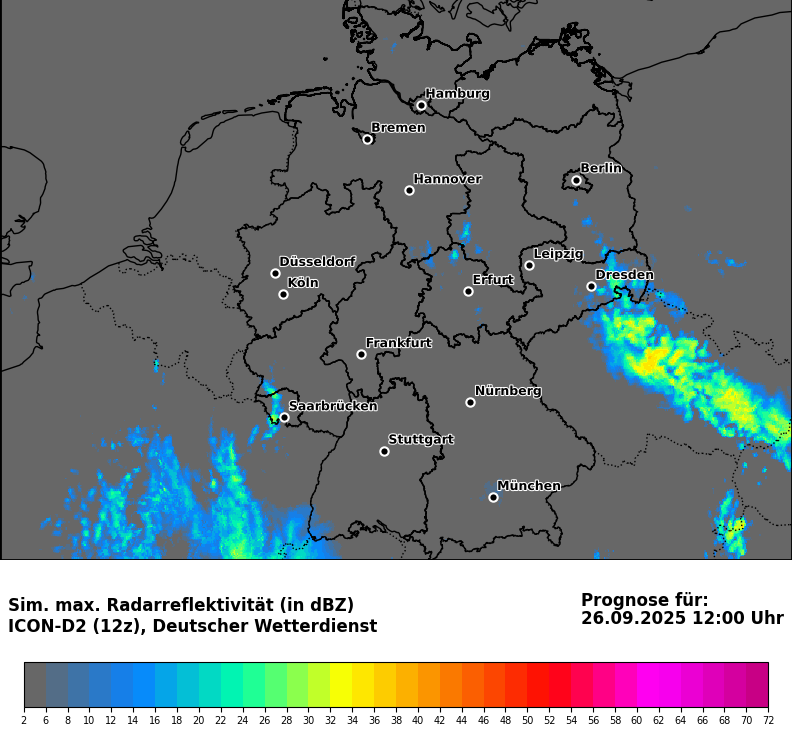 Hamburg
Bremen
Berlin
Hannover
Leipzig
Düsseldorf
Dresden
Köln
Erfurt
Frankfurt
Nürnberg
Saarbrücken
Stuttgart
München
Sim. max. Radarreflektivität (in dBZ)
ICON-D2 (12z), Deutscher Wetterdienst
Prognose für:
26.09.2025 12:00 Uhr
2 6 8 10 12 14 16 18 20 22 24 26 28 30 32 34 36 38 40 42 44 46 48 50 52 54 56 58 60 62 64 66 68 70 72